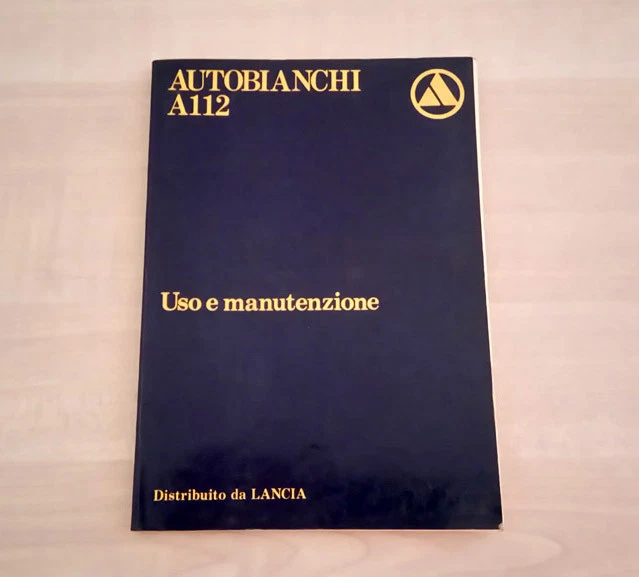 AUTOBIANCHI
A112
Uso e manutenzione
Distribuito da LANCIA